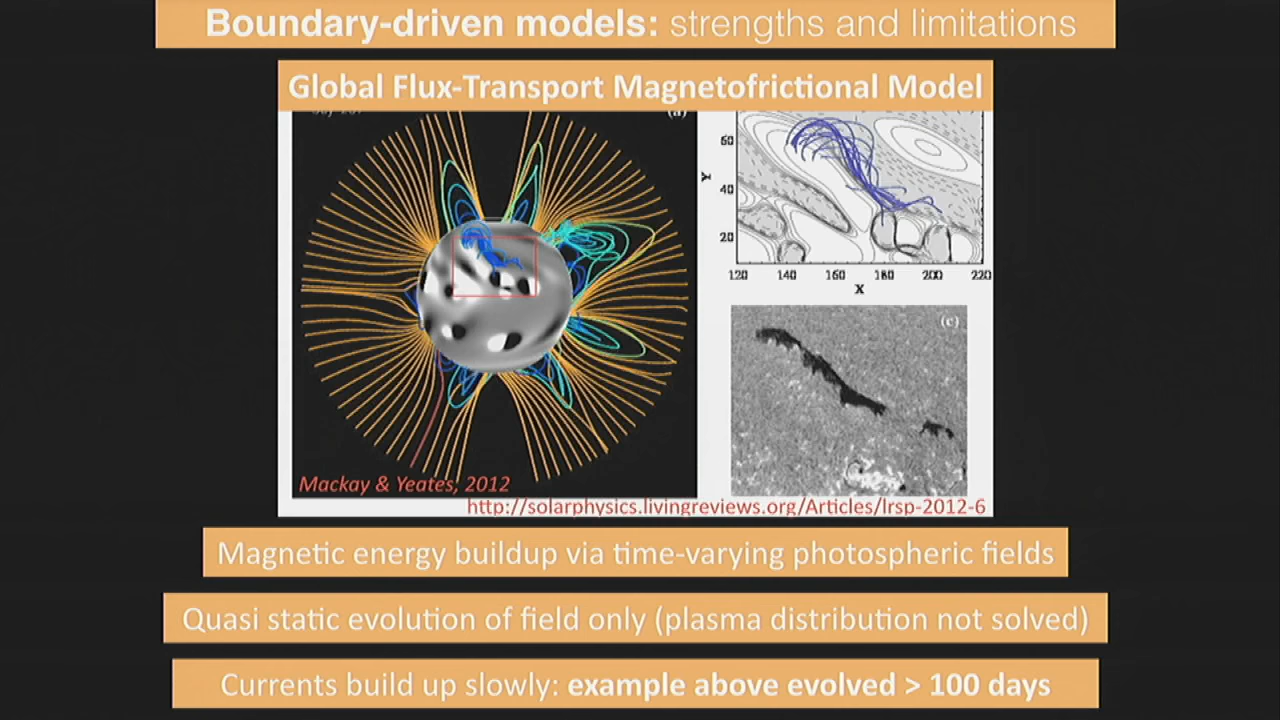 Boundary-driven models: strengths and limitations
Global Flux-Transport Magnetofrictional Model
(a)
60
40
20
Y
120 140 160 180 200 220
X
(c)
Mackay & Yeates, 2012
http://solarphysics.livingreviews.org/Articles/lrsp-2012-6
Magnetic energy buildup via time-varying photospheric fields
Quasi static evolution of field only (plasma distribution not solved)
Currents build up slowly: example above evolved > 100 days